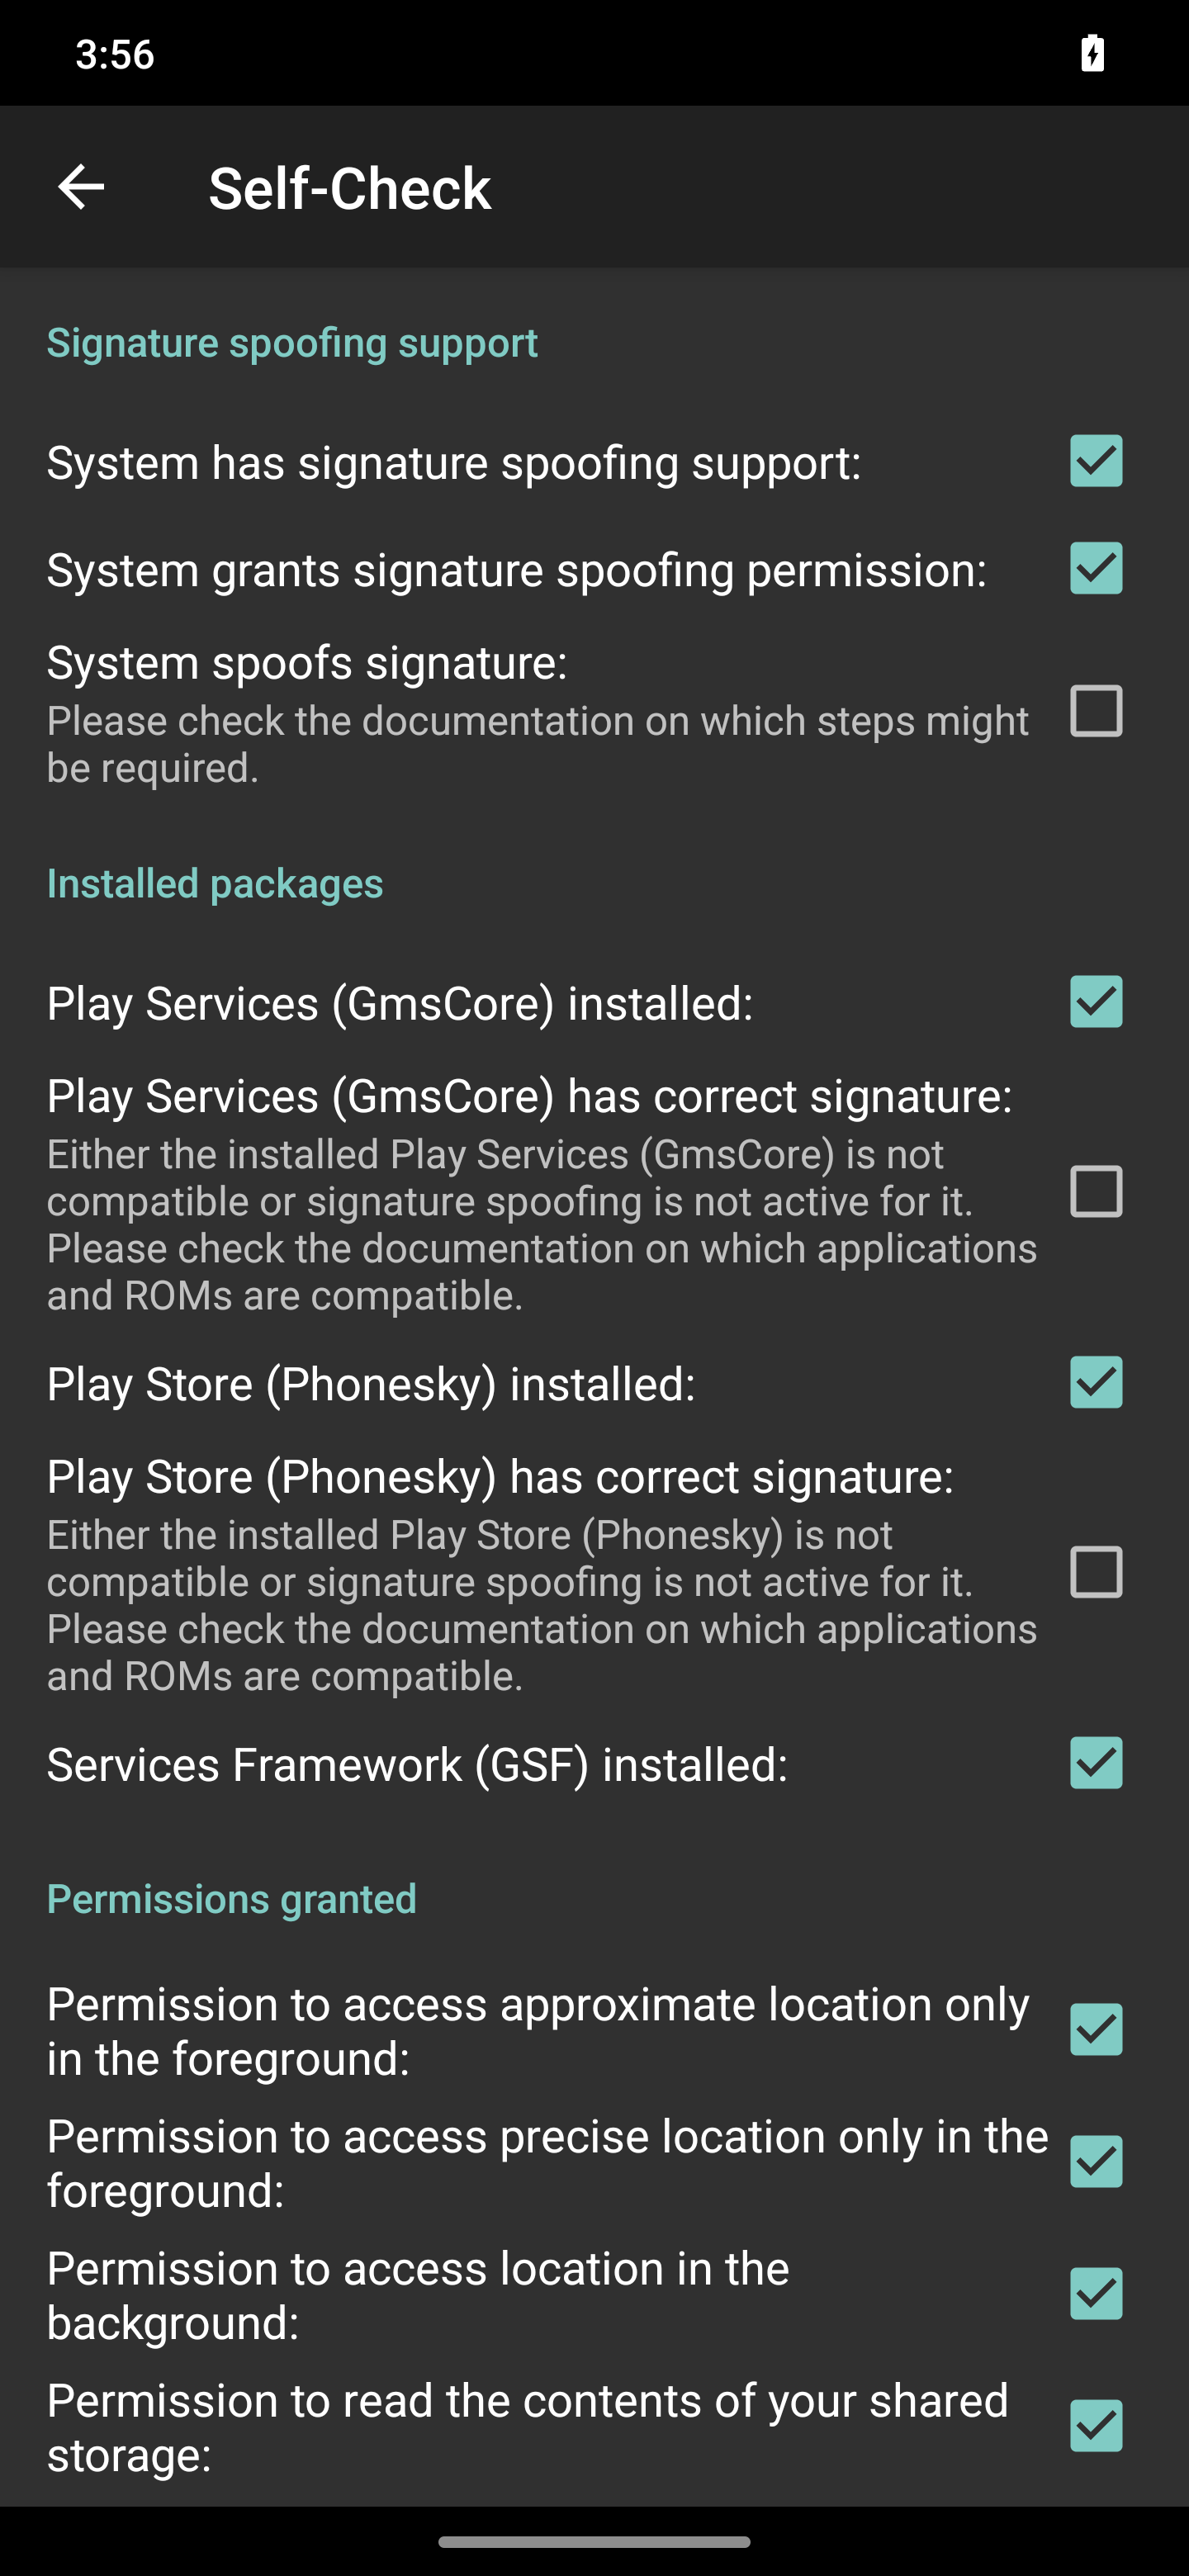 3:56
Self-Check
Signature spoofing support
System has signature spoofing support:
System grants signature spoofing permission:
System spoofs signature:
Please check the documentation on which steps might
be required.
Installed packages
Play Services (GmsCore) installed:
Play Services (GmsCore) has correct signature:
Either the installed Play Services (GmsCore) is not
compatible or signature spoofing is not active for it.
Please check the documentation on which applications
and ROMs are compatible.
Play Store (Phonesky) installed:
Play Store (Phonesky) has correct signature:
Either the installed Play Store (Phonesky) is not
compatible or signature spoofing is not active for it.
Please check the documentation on which applications
and ROMs are compatible.
Services Framework (GSF) installed:
Permissions granted
Permission to access approximate location only
in the foreground:
Permission to access precise location only in the
foreground:
Permission to access location in the
background:
Permission to read the contents of your shared
storage: